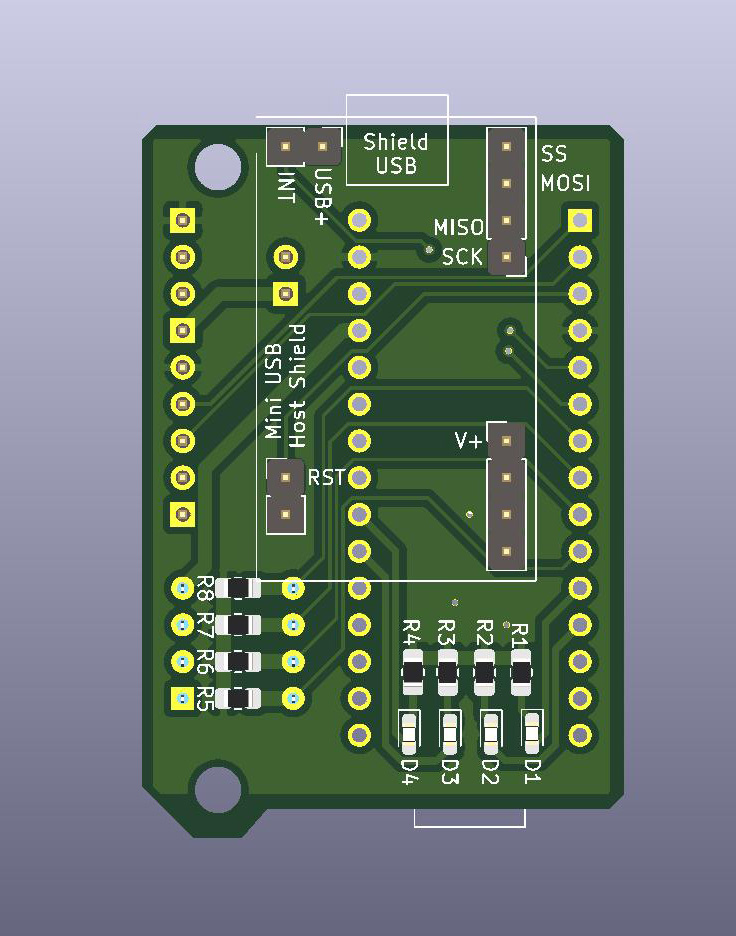 Shield
USB
SS
MOSI
INT
USB+
MISO
SCK
Mini USB
Host Shield
V+
RST
R8
R7
R6
R5
R4
R3
R2
R1
D4
D3
D2
D1